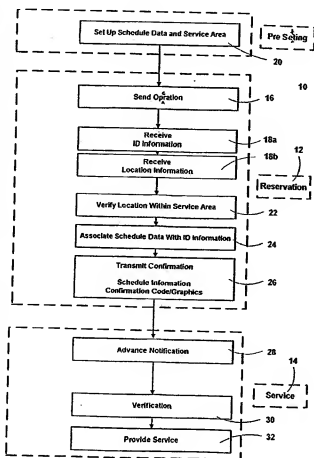 Set Up Schedule Data and Service Area
Pre Seting
20
10
Send Opration
16
Receive
ID Information
18a
Receive
Location Information
18b
12
Reservation
Verify Location Within Service Area
22
Associate Schedule Data With ID Information
24
Transmit Confirmation
Schedule Information
Confirmation Code/Graphics
26
Advance Notification
28
14
Service
Verification
30
Provide Service
32